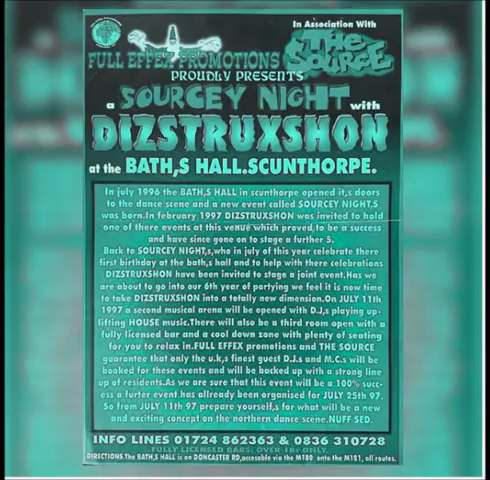 In Association With
THE SOURCE
FULL EFFEX PROMOTIONS
PROUDLY PRESENTS
a SOURCEY NIGHT with
DIZSTRUXSHON
at the BATH,S HALL.SCUNTHORPE.
In july 1996 the BATH,S HALL in scunthorpe opened it,s doors
to the dance scene and a new event called SOURCEY NIGHT,S
was born.In february 1997 DIZSTRUXSHON was invited to hold
one of there events at this venue which proved,to be a success
and have since gone on to stage a further 5.
Back to SOURCEY NIGHT,s,who in july of this year celebrate there
first birthday at the bath,s hall and to help with there celebrations
DIZSTRUXSHON have been invited to stage a joint event.Has we
are about to go into our 6th year of partying we feel it is now time
to take DIZSTRUXSHON into a totally new dimension.On JULY 11th
1997 a second musical arena will be opened with D.J,s playing up-
lifting HOUSE music.There will also be a third room open with a
fully licensed bar and a cool down zone with plenty of seating
for you to relax in.FULL EFFEX promotions and THE SOURCE
guarantee that only the u.k,s finest guest D.J.s and M.C.s will be
booked for these events and will be backed up with a strong line
up of residents.As we are sure that this event will be a 100% succ-
ess a furter event has allready been organised for JULY 25th 97.
So from JULY 11th 97 prepare yourself,s for what will be a new
and exciting concept on the northern dance scene.NUFF SED.
INFO LINES 01724 862363 & 0836 310728
FULLY LICENSED BARS: OVER 18s ONLY.
DIRECTIONS.The BATH,S HALL is on DONCASTER RD,accesable via the M180 onto the M181, all routes.